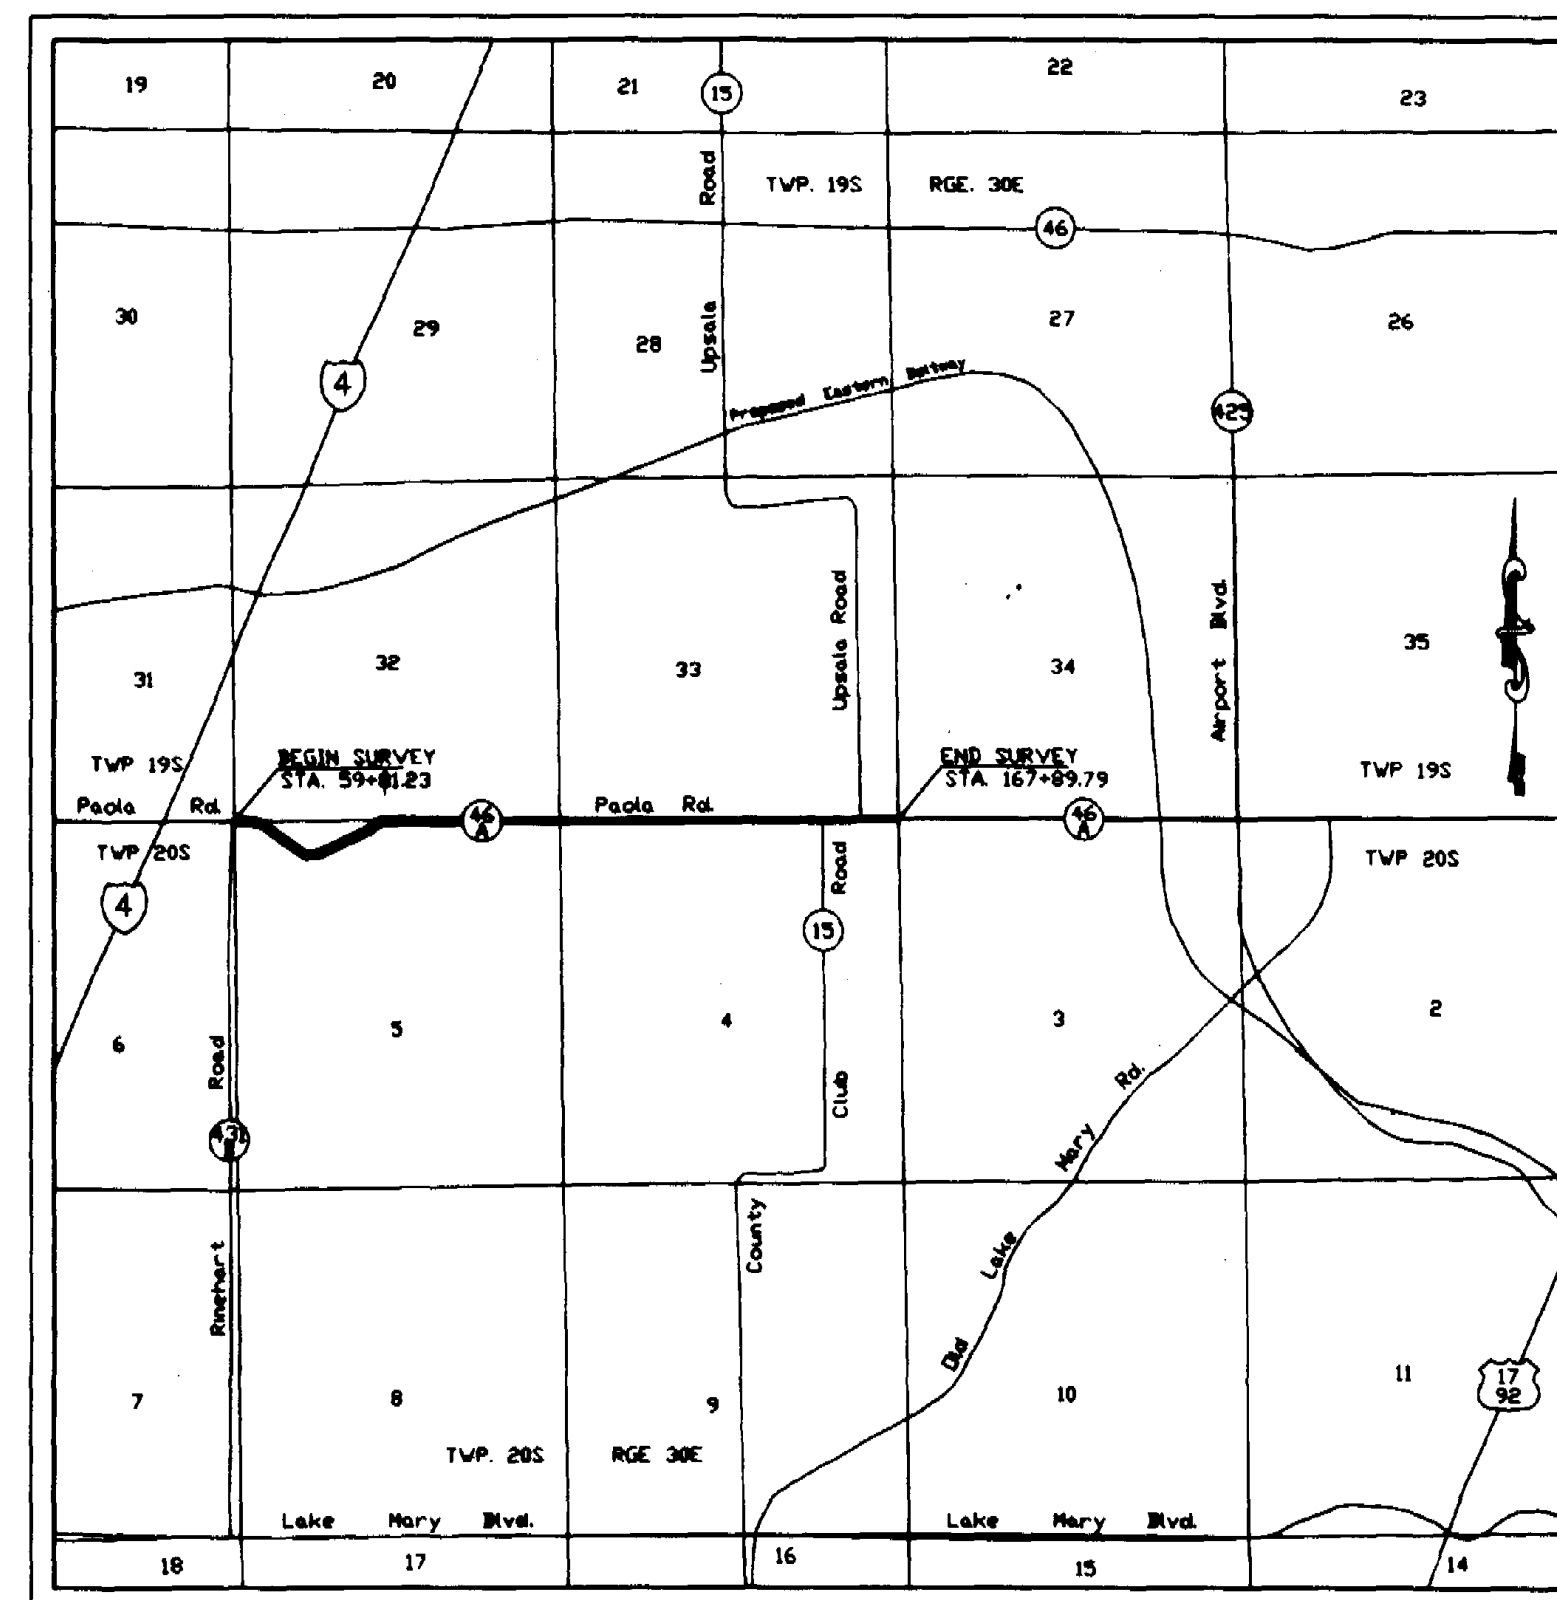 19
20
21
15
22
23
Road
TWP. 19S RGE. 30E
46
30
29
28
Upsala
27
26
4
Proposed Eastern Beltway
425
31
32
33
Upsala Road
34
Airport Blvd.
35
TWP 19S
BEGIN SURVEY
STA. 59+81.23
END SURVEY
STA. 167+89.79
TWP 19S
Paola Rd.
46
A
Paola Rd.
46
A
TWP 20S
TWP 20S
4
Road
15
6
Road
5
4
Club
3
2
Old Lake Mary Rd.
431
Rinehart
County
7
8
9
10
11
17
92
TWP. 20S RGE 30E
Lake Mary Blvd.
Lake Mary Blvd.
18
17
16
15
14